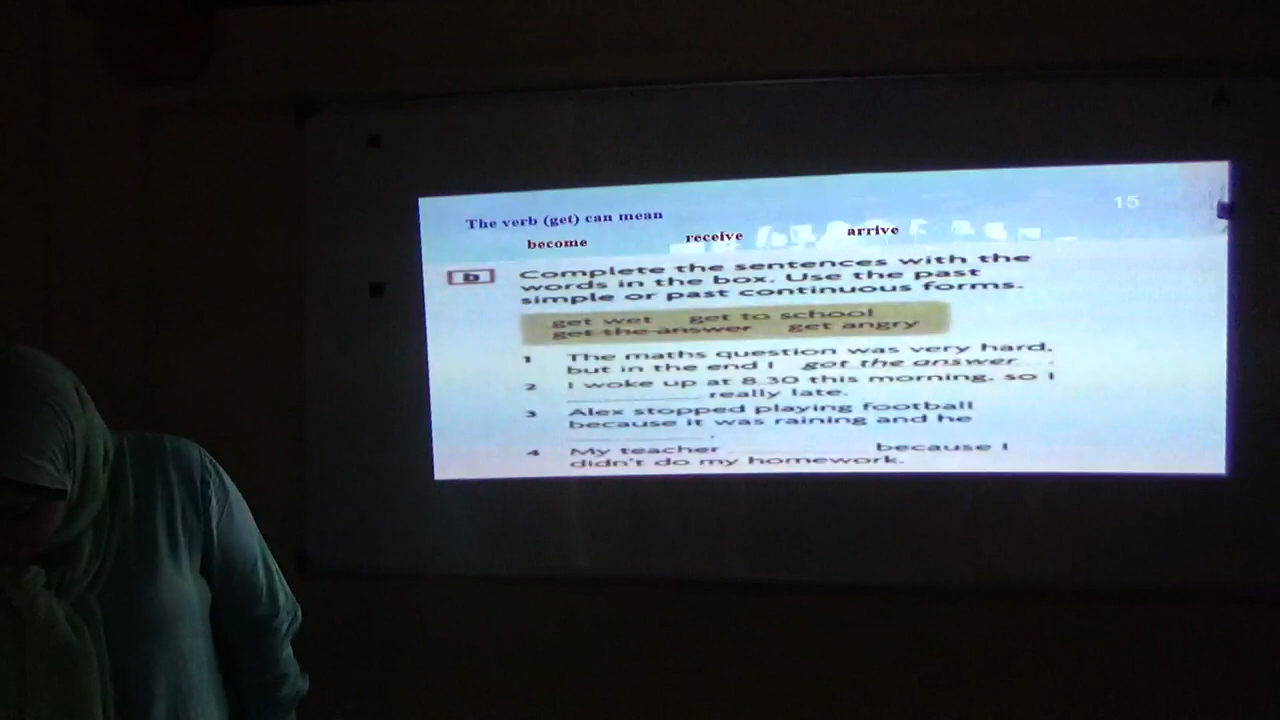 15
The verb (get) can mean
become receive arrive
b Complete the sentences with the
words in the box. Use the past
simple or past continuous forms.
get wet get to school
get the answer get angry
1 The maths question was very hard,
but in the end I got the answer.
2 I woke up at 8.30 this morning, so I
__________ really late.
3 Alex stopped playing football
because it was raining and he
__________.
4 My teacher __________ because I
didn't do my homework.